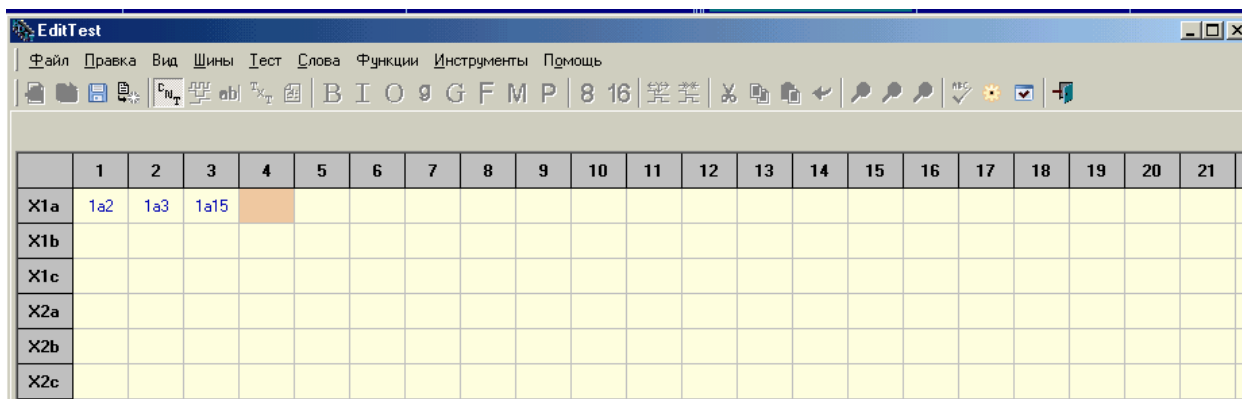 EditTest
Файл Правка Вид Шины Тест Слова Функции Инструменты Помощь
ab| B I O g G F M P 8 16 ABC
1 2 3 4 5 6 7 8 9 10 11 12 13 14 15 16 17 18 19 20 21
X1a 1a2 1a3 1a15
X1b
X1c
X2a
X2b
X2c